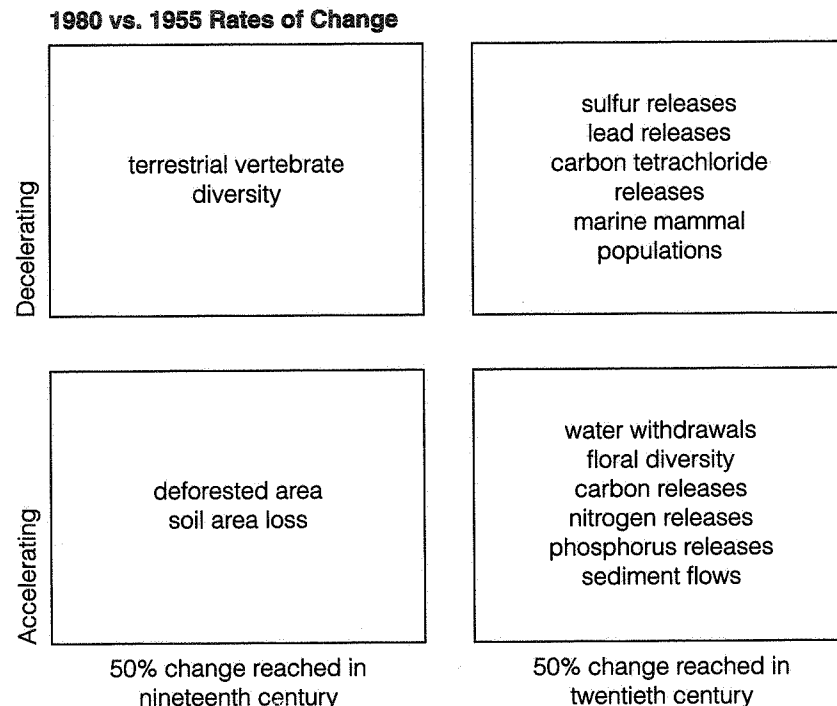 1980 vs. 1955 Rates of Change
Decelerating
terrestrial vertebrate
diversity
sulfur releases
lead releases
carbon tetrachloride
releases
marine mammal
populations
Accelerating
deforested area
soil area loss
water withdrawals
floral diversity
carbon releases
nitrogen releases
phosphorus releases
sediment flows
50% change reached in
nineteenth century
50% change reached in
twentieth century